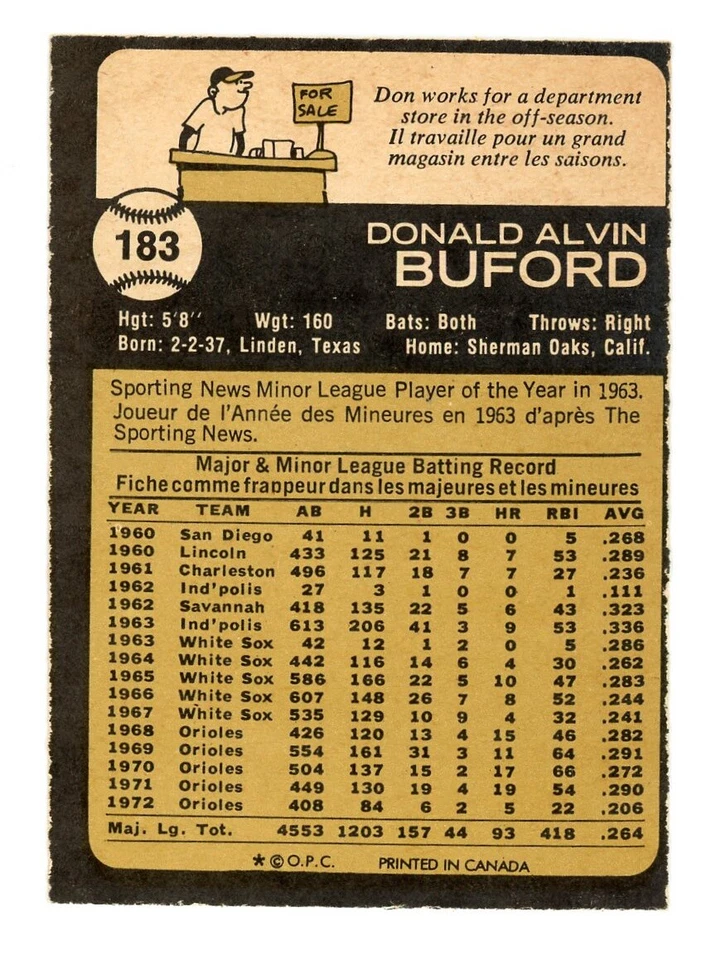 FOR
SALE
Don works for a department
store in the off-season.
Il travaille pour un grand
magasin entre les saisons.
183
DONALD ALVIN
BUFORD
Hgt: 5'8'' Wgt: 160 Bats: Both Throws: Right
Born: 2-2-37, Linden, Texas Home: Sherman Oaks, Calif.
Sporting News Minor League Player of the Year in 1963.
Joueur de l'Année des Mineures en 1963 d'après The
Sporting News.
Major & Minor League Batting Record
Fiche comme frappeur dans les majeures et les mineures
YEAR TEAM AB H 2B 3B HR RBI AVG
1960 San Diego 41 11 1 0 0 5 .268
1960 Lincoln 433 125 21 8 7 53 .289
1961 Charleston 496 117 18 7 7 27 .236
1962 Ind'polis 27 3 1 0 0 1 .111
1962 Savannah 418 135 22 5 6 43 .323
1963 Ind'polis 613 206 41 3 9 53 .336
1963 White Sox 42 12 1 2 0 5 .286
1964 White Sox 442 116 14 6 4 30 .262
1965 White Sox 586 166 22 5 10 47 .283
1966 White Sox 607 148 26 7 8 52 .244
1967 White Sox 535 129 10 9 4 32 .241
1968 Orioles 426 120 13 4 15 46 .282
1969 Orioles 554 161 31 3 11 64 .291
1970 Orioles 504 137 15 2 17 66 .272
1971 Orioles 449 130 19 4 19 54 .290
1972 Orioles 408 84 6 2 5 22 .206
Maj. Lg. Tot. 4553 1203 157 44 93 418 .264
* © O.P.C. PRINTED IN CANADA